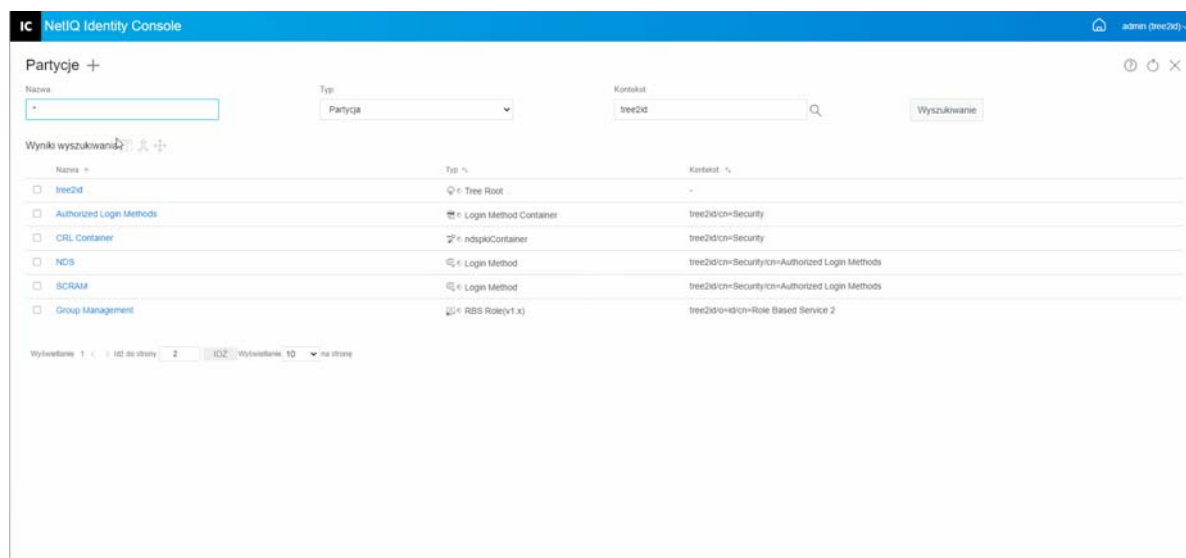 IC NetIQ Identity Console
admin (tree2id)
Partycje
Nazwa: Typ: Kontekst:
* Partycja tree2id Wyszukiwanie
Wyniki wyszukiwania
Nazwa Typ Kontekst
tree2id Tree Root -
Authorized Login Methods Login Method Container tree2id/cn=Security
CRL Container ndspkiContainer tree2id/cn=Security
NDS Login Method tree2id/cn=Security/cn=Authorized Login Methods
SCRAM Login Method tree2id/cn=Security/cn=Authorized Login Methods
Group Management RBS Role(v1.x) tree2id/o=id/cn=Role Based Service 2
Wyświetlanie 1 Idź do strony 2 IDŹ Wyświetlanie 10 na stronę